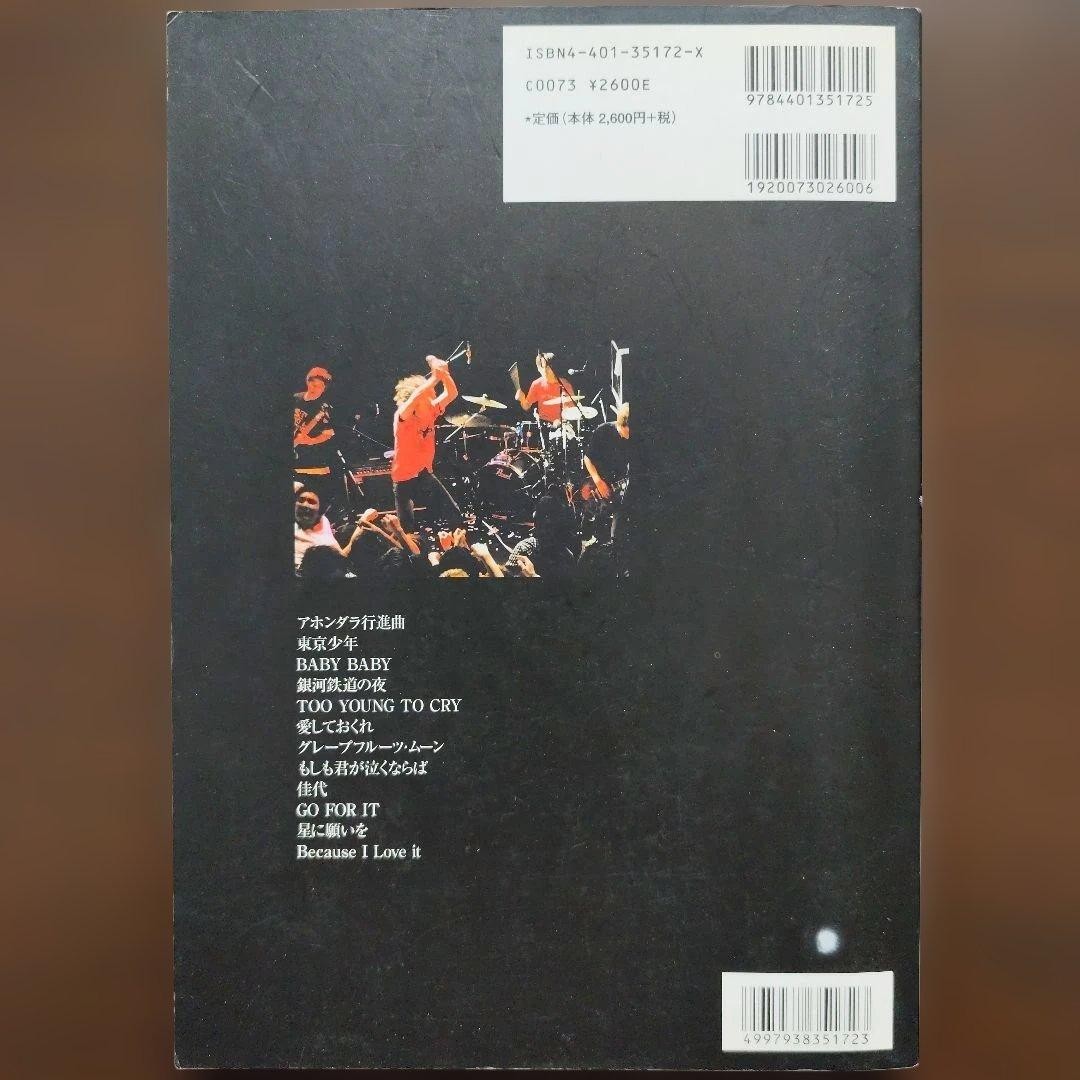 ISBN4-401-35172-X
C0073 ¥2600E
★定価(本体 2,600円+税)
9784401351725
1920073026006
アホンダラ行進曲
東京少年
BABY BABY
銀河鉄道の夜
TOO YOUNG TO CRY
愛しておくれ
グレープフルーツ・ムーン
もしも君が泣くならば
佳代
GO FOR IT
星に願いを
Because I Love it
4997938351723